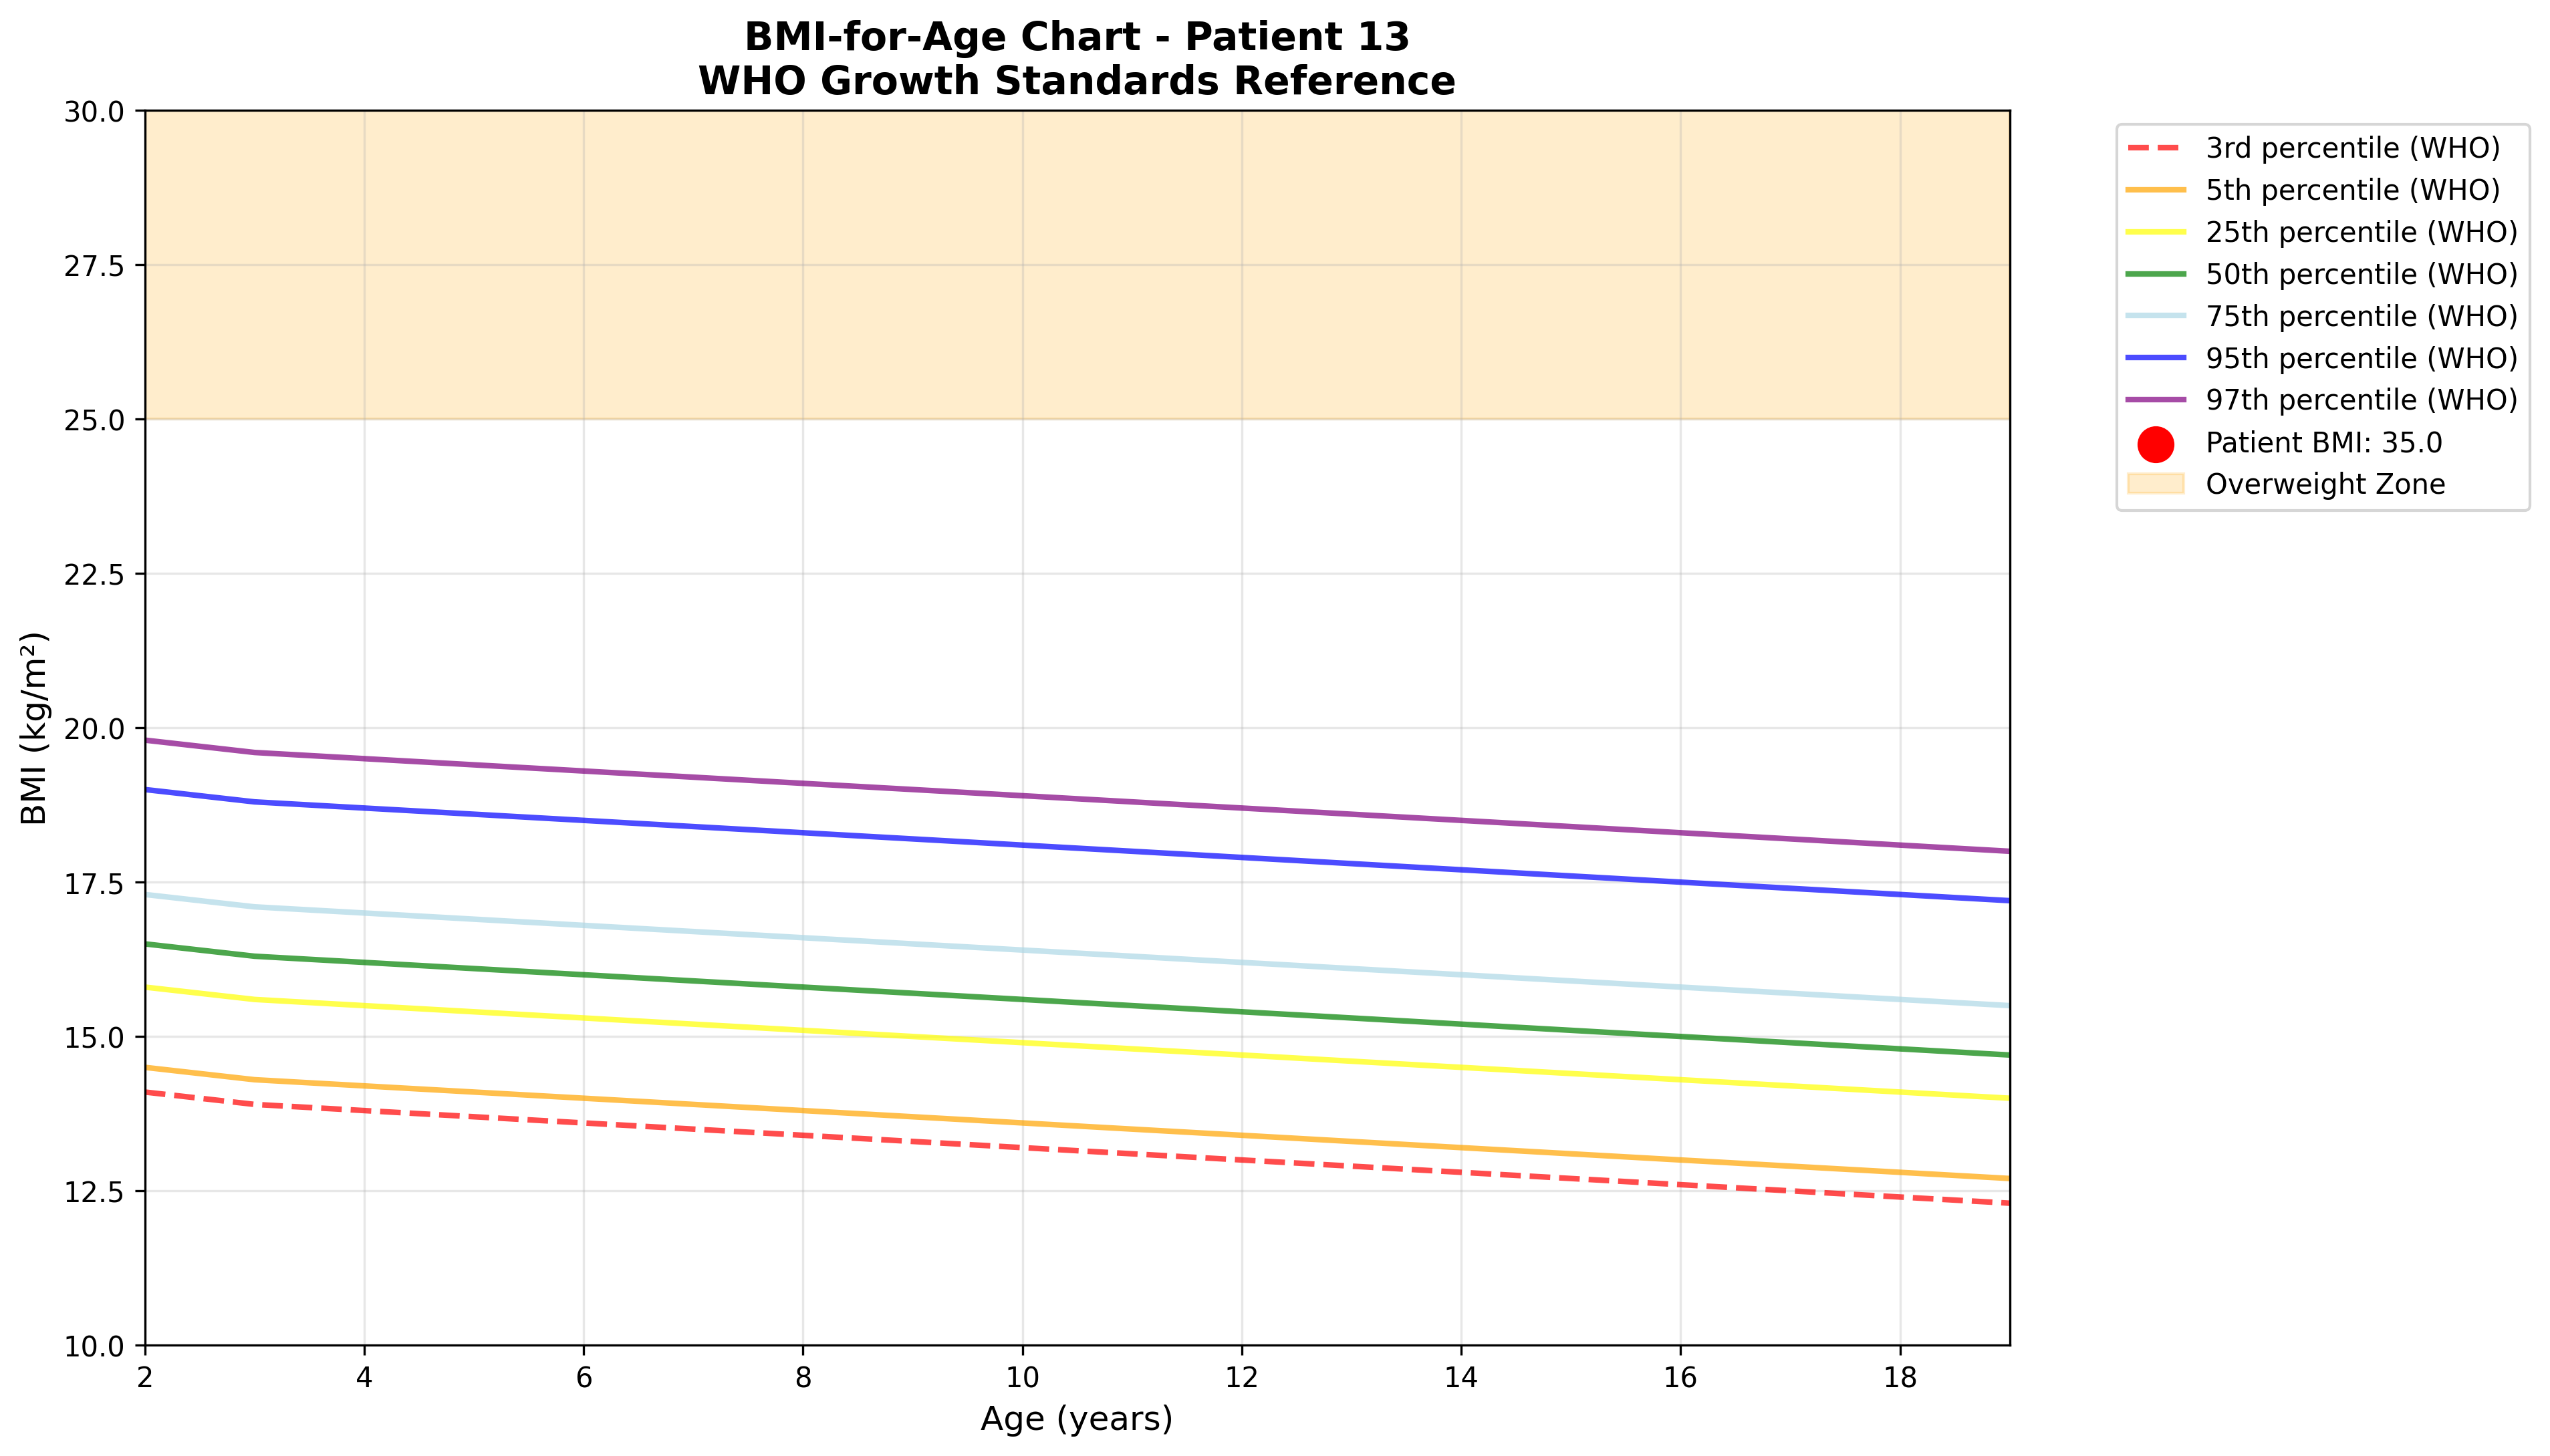 BMI-for-Age Chart - Patient 13
WHO Growth Standards Reference
30.0
27.5
25.0
22.5
20.0
17.5
15.0
12.5
10.0
BMI (kg/m²)
2 4 6 8 10 12 14 16 18
Age (years)
3rd percentile (WHO)
5th percentile (WHO)
25th percentile (WHO)
50th percentile (WHO)
75th percentile (WHO)
95th percentile (WHO)
97th percentile (WHO)
Patient BMI: 35.0
Overweight Zone